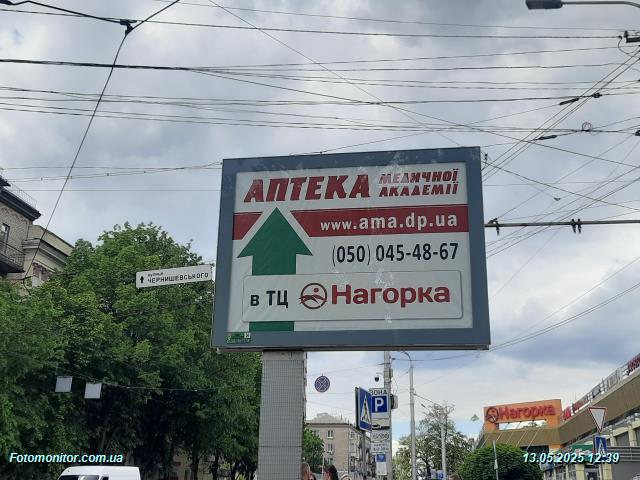 АПТЕКА МЕДИЧНОЇ АКАДЕМІЇ
www.ama.dp.ua
(050) 045-48-67
в ТЦ Нагорка
вулиця
ЧЕРНИШЕВСЬКОГО
ЗОНА
P
Нагорка
Fotomonitor.com.ua
13.05.2025 12:39